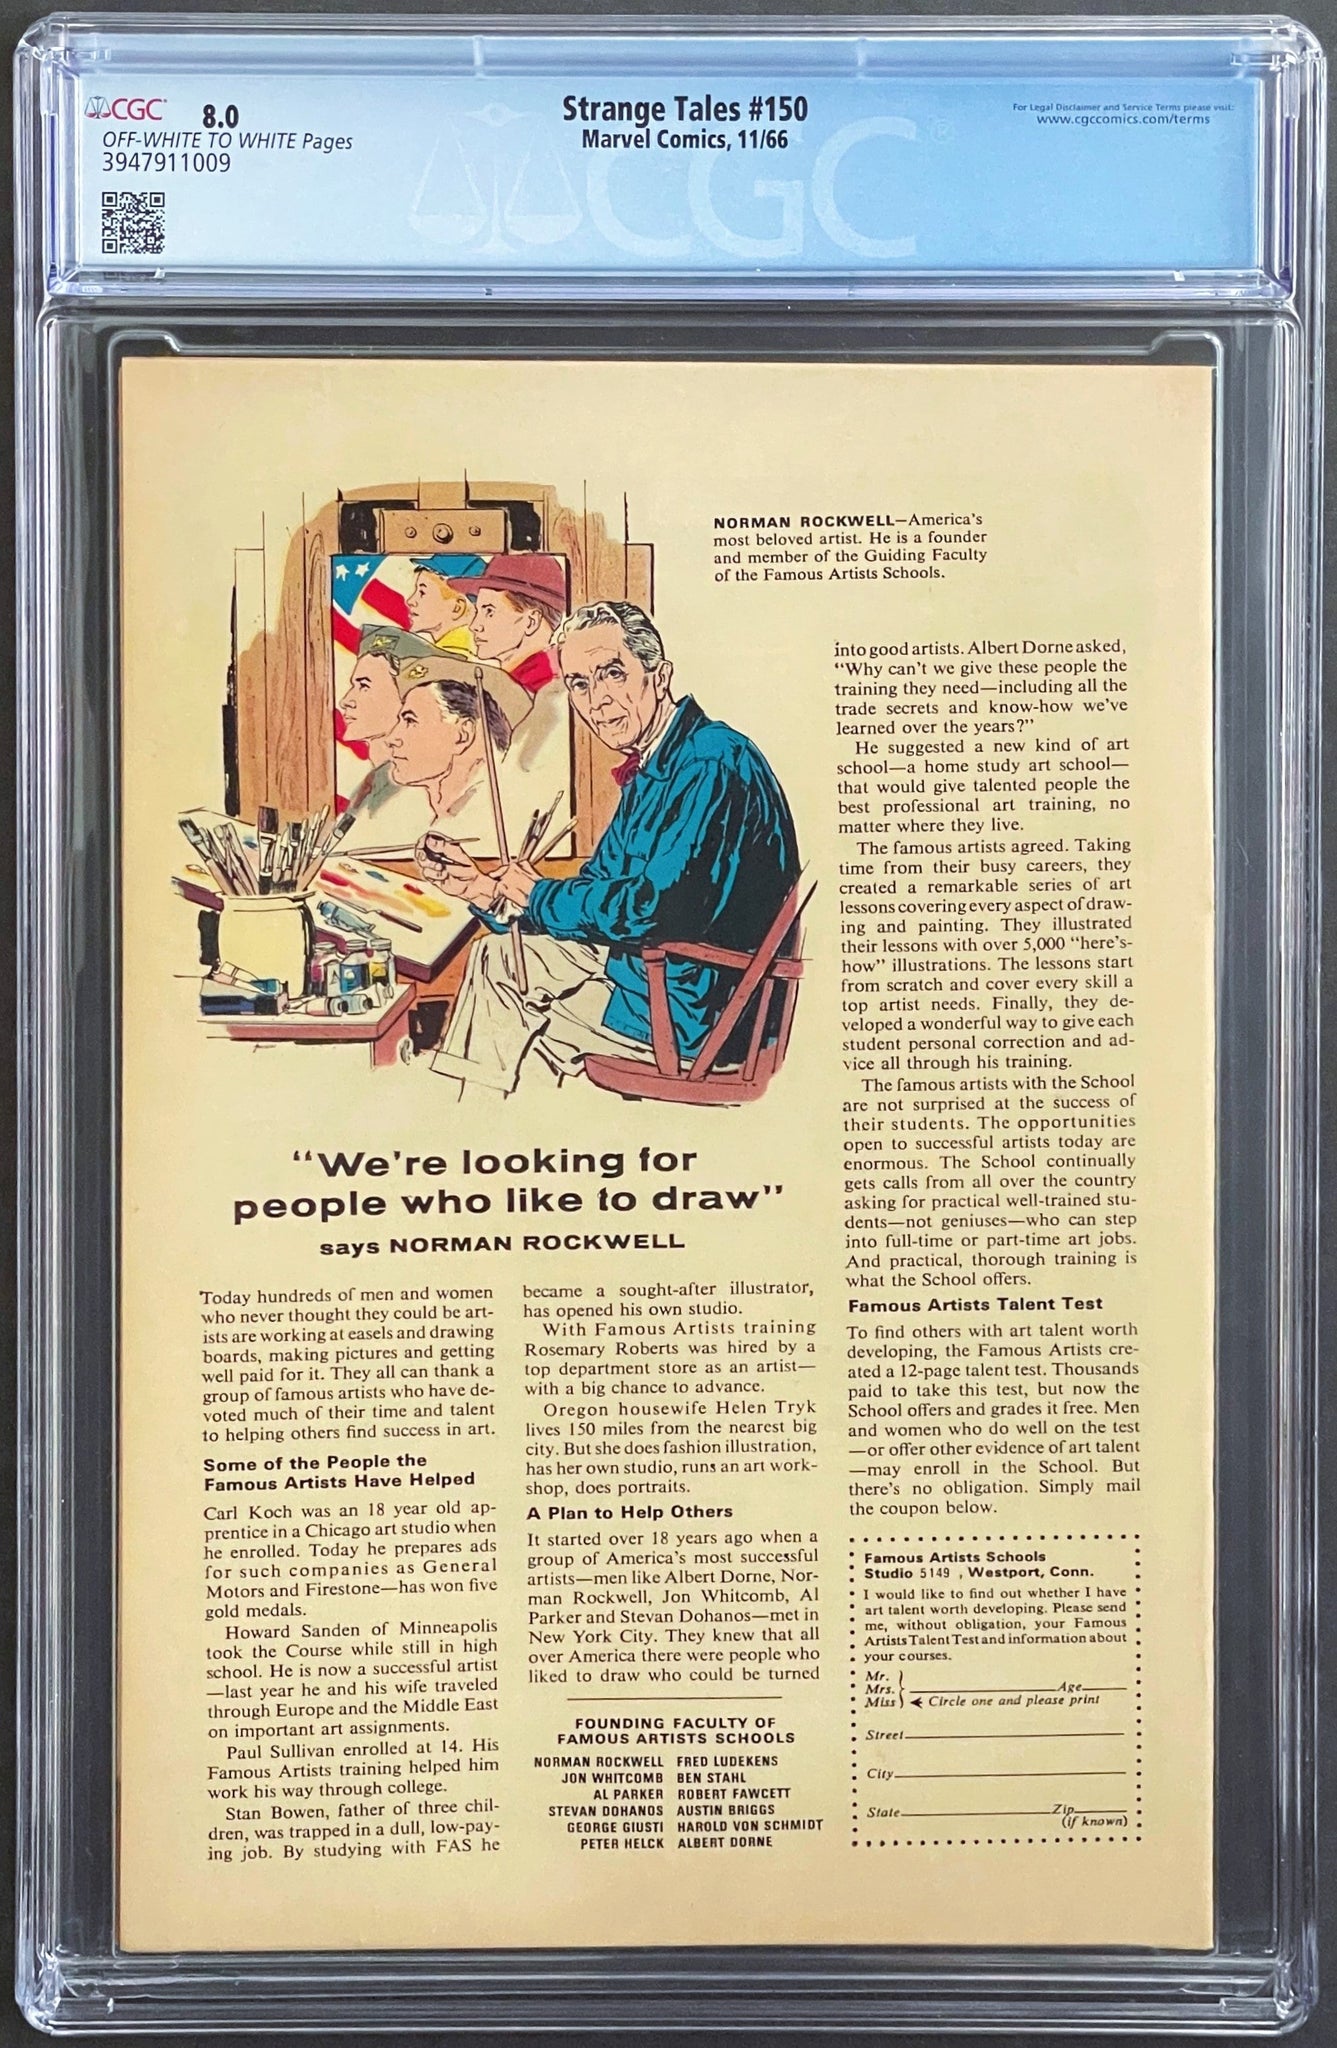 CGC 8.0
OFF-WHITE TO WHITE Pages
3947911009
Strange Tales #150
Marvel Comics, 11/66
For Legal Disclaimer and Service Terms please visit:
www.cgccomics.com/terms
CGC
NORMAN ROCKWELL—America's
most beloved artist. He is a founder
and member of the Guiding Faculty
of the Famous Artists Schools.
"We're looking for
people who like to draw"
says NORMAN ROCKWELL
Today hundreds of men and women
who never thought they could be art-
ists are working at easels and drawing
boards, making pictures and getting
well paid for it. They all can thank a
group of famous artists who have de-
voted much of their time and talent
to helping others find success in art.
Some of the People the
Famous Artists Have Helped
Carl Koch was an 18 year old ap-
prentice in a Chicago art studio when
he enrolled. Today he prepares ads
for such companies as General
Motors and Firestone—has won five
gold medals.
Howard Sanden of Minneapolis
took the Course while still in high
school. He is now a successful artist
—last year he and his wife traveled
through Europe and the Middle East
on important art assignments.
Paul Sullivan enrolled at 14. His
Famous Artists training helped him
work his way through college.
Stan Bowen, father of three chil-
dren, was trapped in a dull, low-pay-
ing job. By studying with FAS he
became a sought-after illustrator,
has opened his own studio.
With Famous Artists training
Rosemary Roberts was hired by a
top department store as an artist—
with a big chance to advance.
Oregon housewife Helen Tryk
lives 150 miles from the nearest big
city. But she does fashion illustration,
has her own studio, runs an art work-
shop, does portraits.
A Plan to Help Others
It started over 18 years ago when a
group of America's most successful
artists—men like Albert Dorne, Nor-
man Rockwell, Jon Whitcomb, Al
Parker and Stevan Dohanos—met in
New York City. They knew that all
over America there were people who
liked to draw who could be turned
into good artists. Albert Dorne asked,
"Why can't we give these people the
training they need—including all the
trade secrets and know-how we've
learned over the years?"
He suggested a new kind of art
school—a home study art school—
that would give talented people the
best professional art training, no
matter where they live.
The famous artists agreed. Taking
time from their busy careers, they
created a remarkable series of art
lessons covering every aspect of draw-
ing and painting. They illustrated
their lessons with over 5,000 "here's-
how" illustrations. The lessons start
from scratch and cover every skill a
top artist needs. Finally, they de-
veloped a wonderful way to give each
student personal correction and ad-
vice all through his training.
The famous artists with the School
are not surprised at the success of
their students. The opportunities
open to successful artists today are
enormous. The School continually
gets calls from all over the country
asking for practical well-trained stu-
dents—not geniuses—who can step
into full-time or part-time art jobs.
And practical, thorough training is
what the School offers.
Famous Artists Talent Test
To find others with art talent worth
developing, the Famous Artists cre-
ated a 12-page talent test. Thousands
paid to take this test, but now the
School offers and grades it free. Men
and women who do well on the test
—or offer other evidence of art talent
—may enroll in the School. But
there's no obligation. Simply mail
the coupon below.
FOUNDING FACULTY OF
FAMOUS ARTISTS SCHOOLS
NORMAN ROCKWELL FRED LUDEKENS
JON WHITCOMB BEN STAHL
AL PARKER ROBERT FAWCETT
STEVAN DOHANOS AUSTIN BRIGGS
GEORGE GIUSTI HAROLD VON SCHMIDT
PETER HELCK ALBERT DORNE
Famous Artists Schools
Studio 5149 , Westport, Conn.
I would like to find out whether I have
art talent worth developing. Please send
me, without obligation, your Famous
Artists Talent Test and information about
your courses.
Mr.
Mrs. Age
Miss Circle one and please print
Street
City
State Zip
(if known)